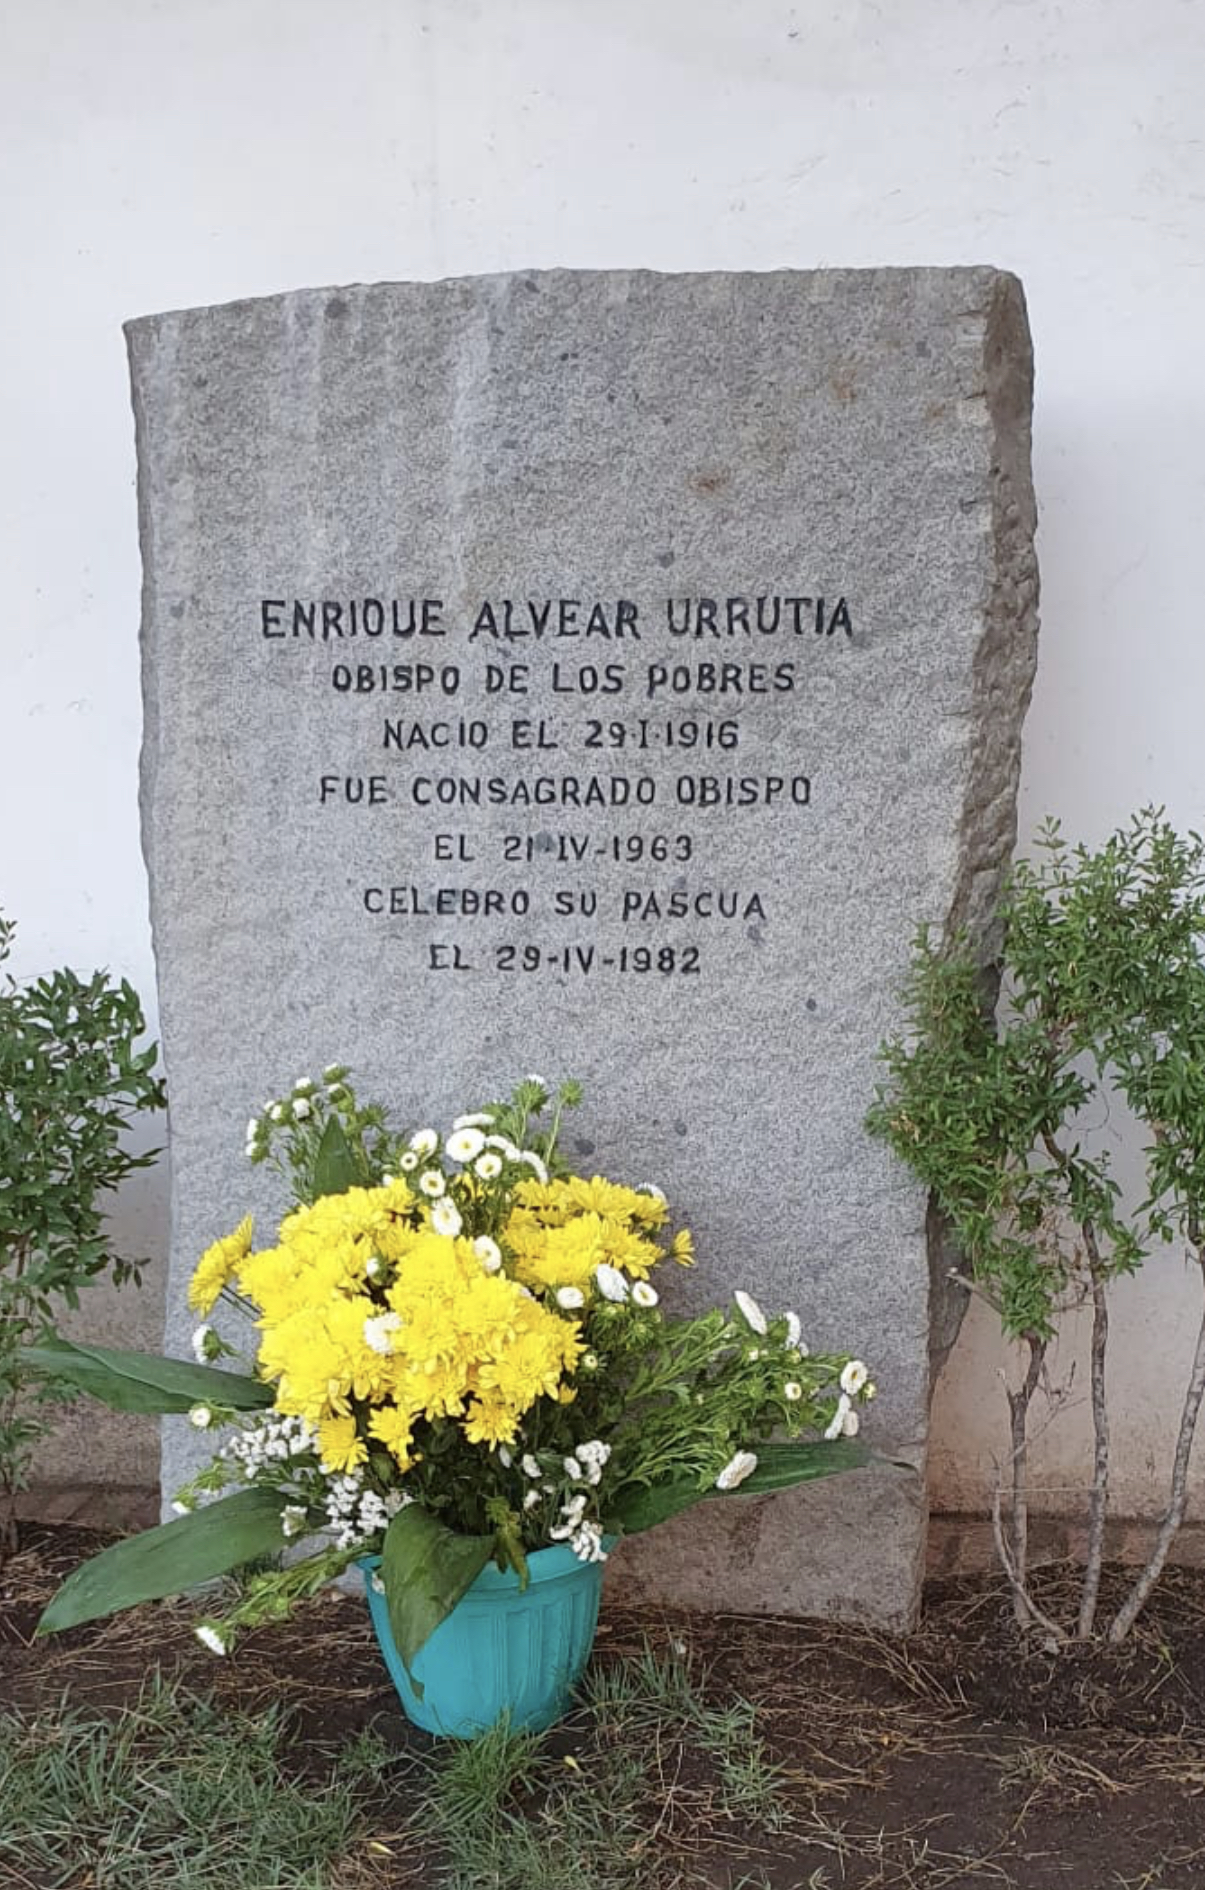 ENRIQUE ALVEAR URRUTIA
OBISPO DE LOS POBRES
NACIO EL 29·I·1916
FUE CONSAGRADO OBISPO
EL 21-IV-1963
CELEBRO SU PASCUA
EL 29-IV-1982